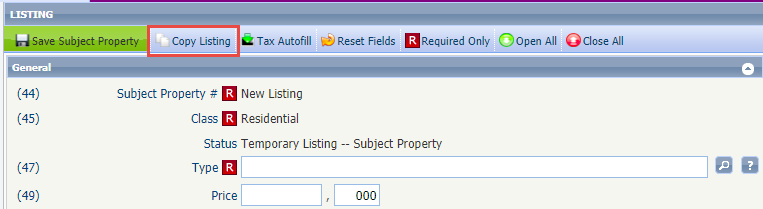 LISTING
Save Subject Property Copy Listing Tax Autofill Reset Fields R Required Only Open All Close All
General
(44) Subject Property # R New Listing
(45) Class R Residential
Status Temporary Listing -- Subject Property
(47) Type R ?
(49) Price , 000